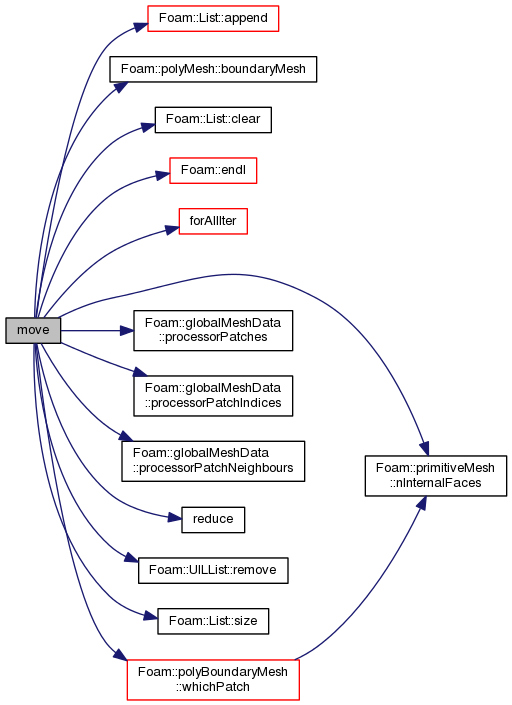 Foam::List::append
Foam::polyMesh::boundaryMesh
Foam::List::clear
Foam::endl
forAllIter
move
Foam::globalMeshData
::processorPatches
Foam::globalMeshData
::processorPatchIndices
Foam::globalMeshData
::processorPatchNeighbours
Foam::primitiveMesh
::nInternalFaces
reduce
Foam::UILList::remove
Foam::List::size
Foam::polyBoundaryMesh
::whichPatch